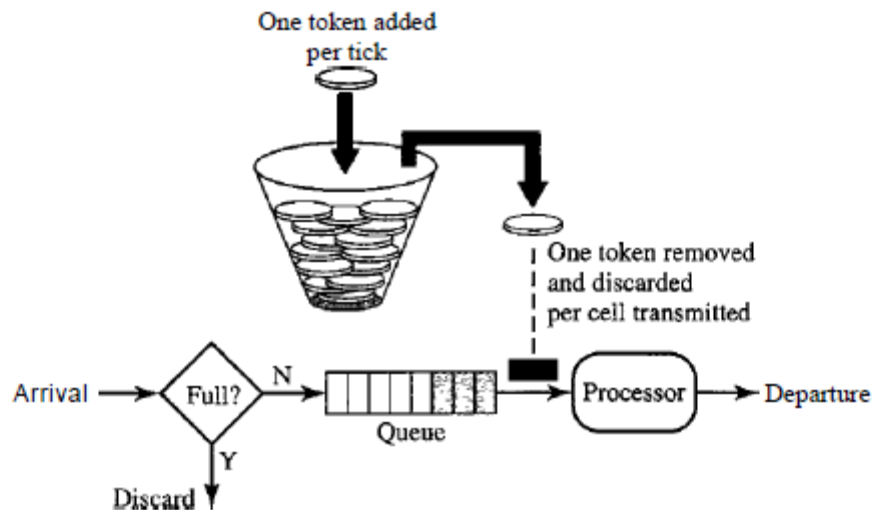 One token added
per tick
One token removed
and discarded
per cell transmitted
Arrival
Full?
N
Queue
Processor
Departure
Y
Discard